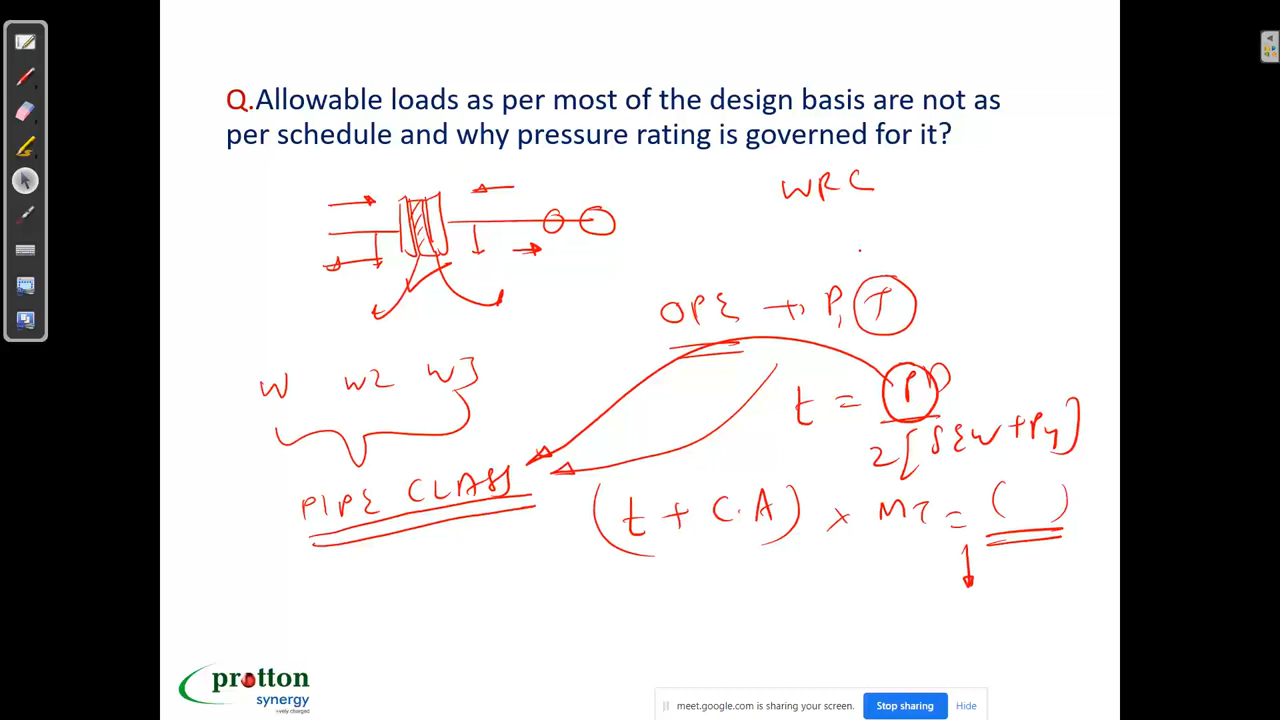 Q.Allowable loads as per most of the design basis are not as
per schedule and why pressure rating is governed for it?
WRC
OPE → P, T
W W2 W3
t = PD
2[SEW+PY]
PIPE CLASS
(t + C.A) x MT = ( )
protton
synergy
meet.google.com is sharing your screen. Stop sharing Hide